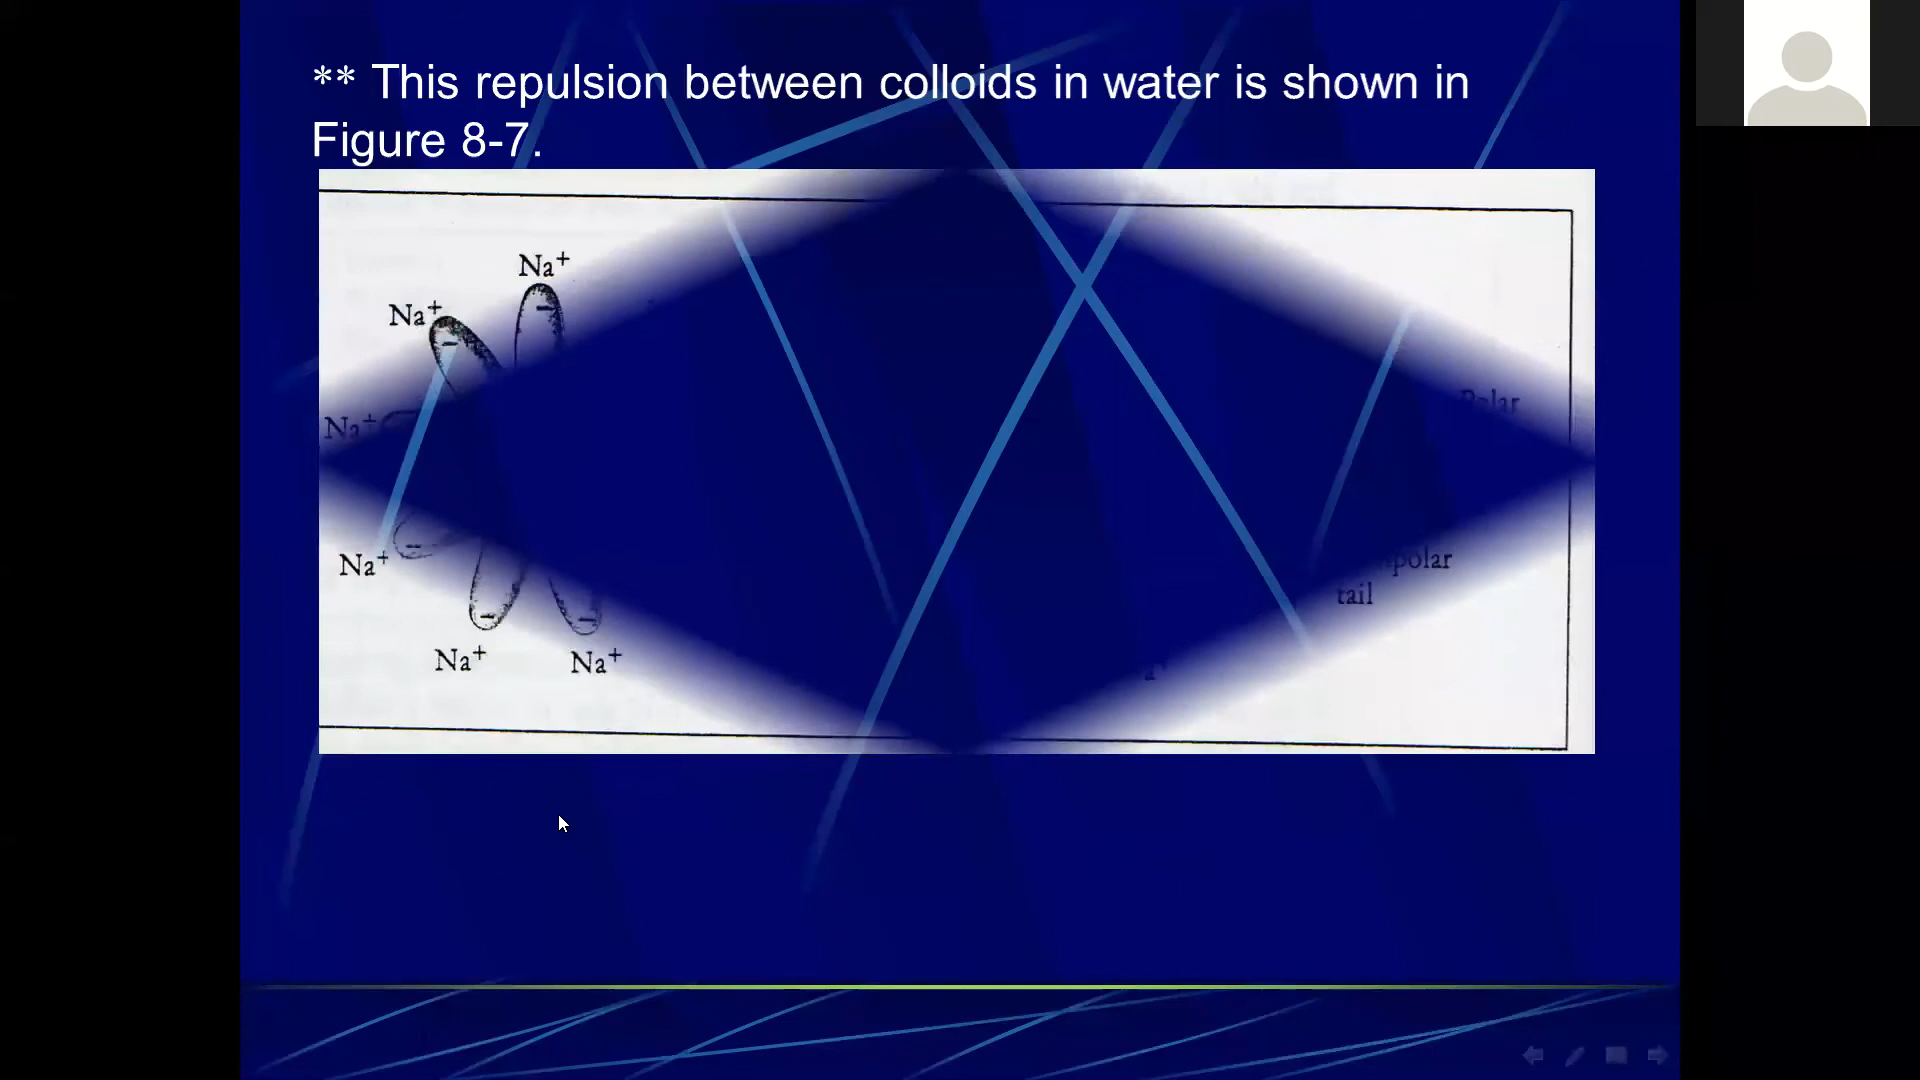 ** This repulsion between colloids in water is shown in
Figure 8-7.
Na+
Na+
Na+
Polar
Na+
tail
Na+
Na+